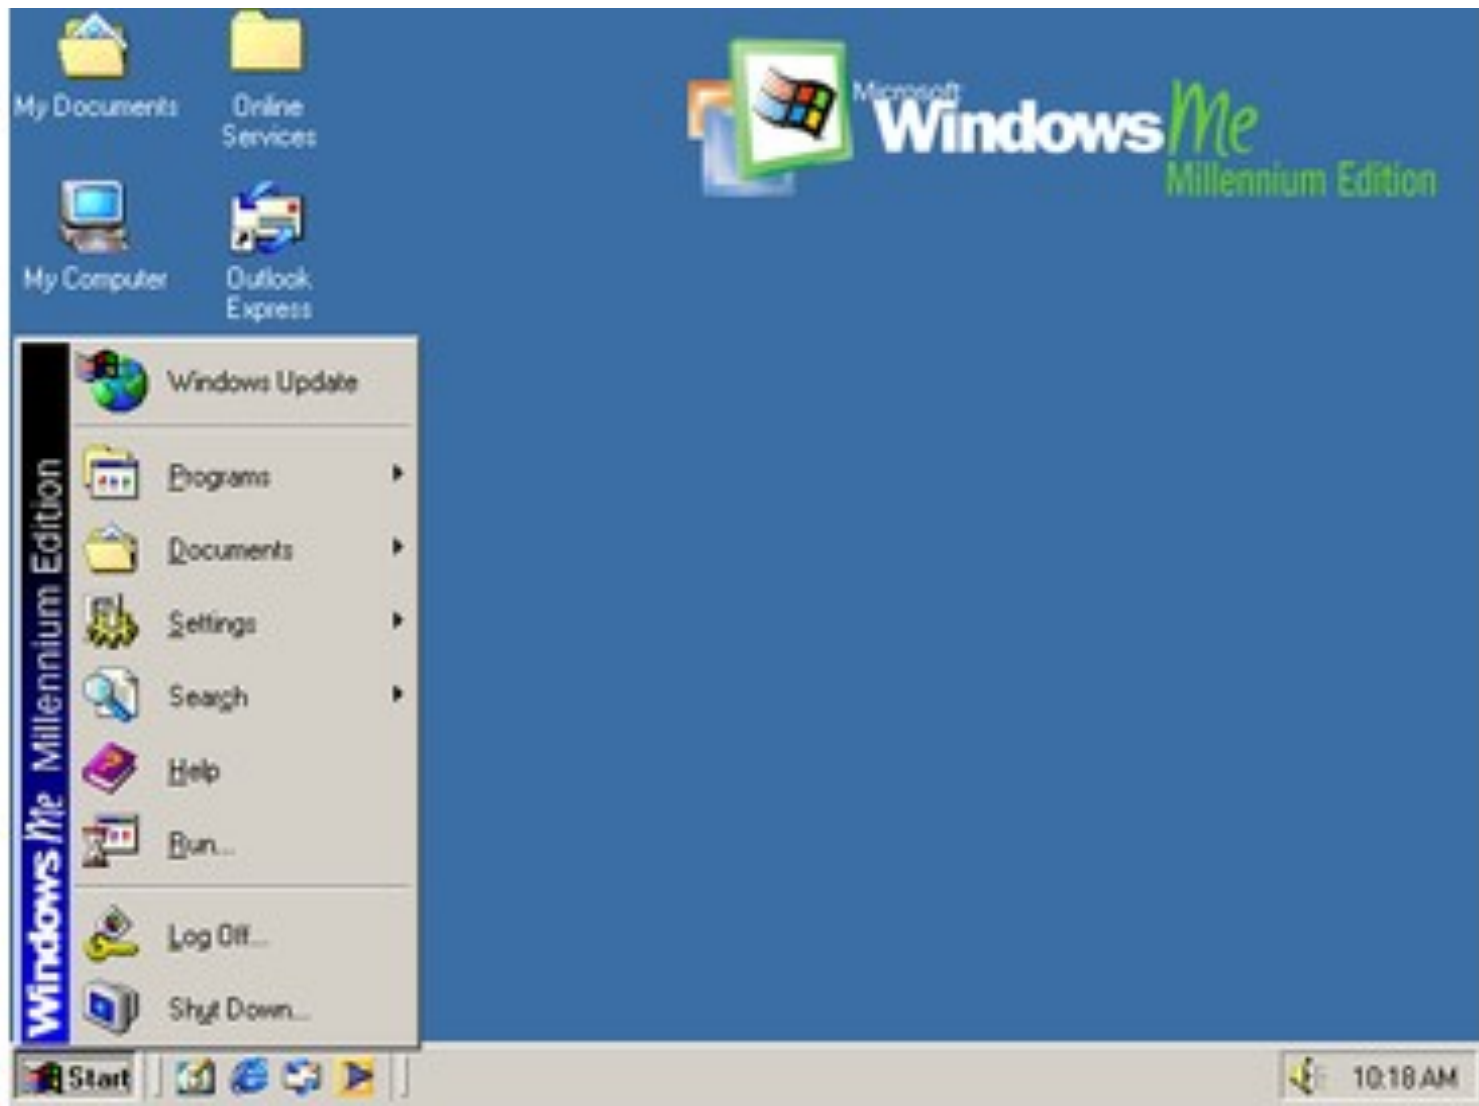 My Documents
Online
Services
Microsoft
Windows Me
Millennium Edition
My Computer
Outlook
Express
Windows Update
Programs
Documents
Settings
Search
Help
Run...
Log Off...
Shut Down...
Windows Me Millennium Edition
Start
10:18 AM